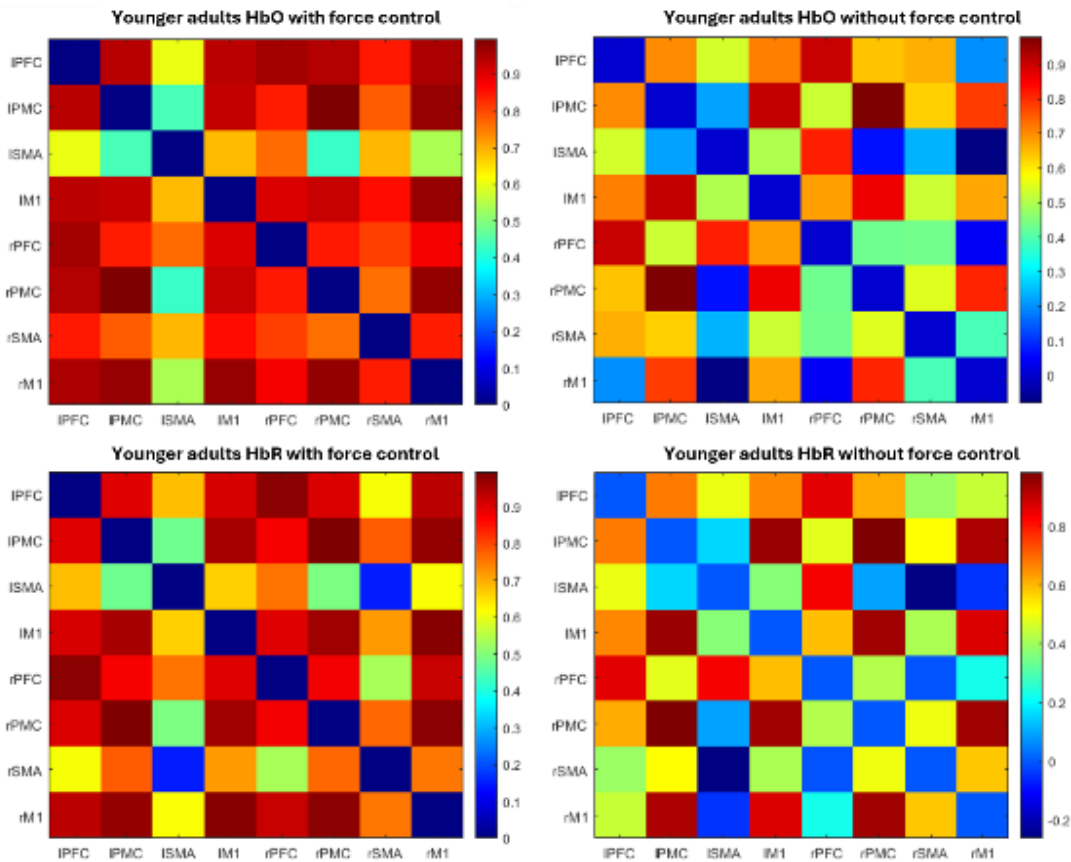 Younger adults HbO with force control
lPFC
lPMC
lSMA
lM1
rPFC
rPMC
rSMA
rM1
lPFC lPMC lSMA lM1 rPFC rPMC rSMA rM1
0.9
0.8
0.7
0.6
0.5
0.4
0.3
0.2
0.1
0
Younger adults HbO without force control
lPFC
lPMC
lSMA
lM1
rPFC
rPMC
rSMA
rM1
lPFC lPMC lSMA lM1 rPFC rPMC rSMA rM1
0.9
0.8
0.7
0.6
0.5
0.4
0.3
0.2
0.1
0
Younger adults HbR with force control
lPFC
lPMC
lSMA
lM1
rPFC
rPMC
rSMA
rM1
lPFC lPMC lSMA lM1 rPFC rPMC rSMA rM1
0.9
0.8
0.7
0.6
0.5
0.4
0.3
0.2
0.1
0
Younger adults HbR without force control
lPFC
lPMC
lSMA
lM1
rPFC
rPMC
rSMA
rM1
lPFC lPMC lSMA lM1 rPFC rPMC rSMA rM1
0.8
0.6
0.4
0.2
0
-0.2